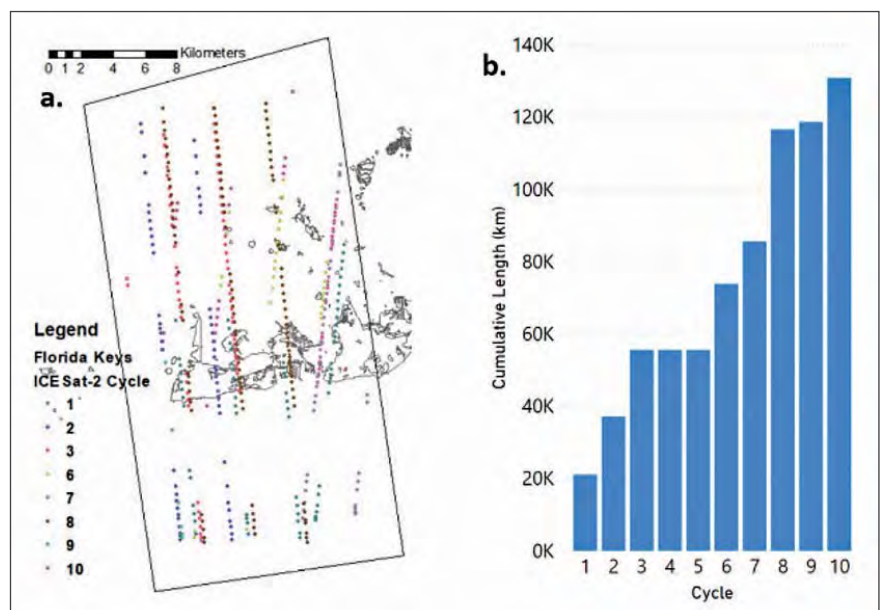 Kilometers
0 1 2 4 6 8
a.
Legend
Florida Keys
ICESat-2 Cycle
1
2
3
6
7
8
9
10
b.
140K
120K
100K
80K
60K
40K
20K
0K
Cumulative Length (km)
1 2 3 4 5 6 7 8 9 10
Cycle